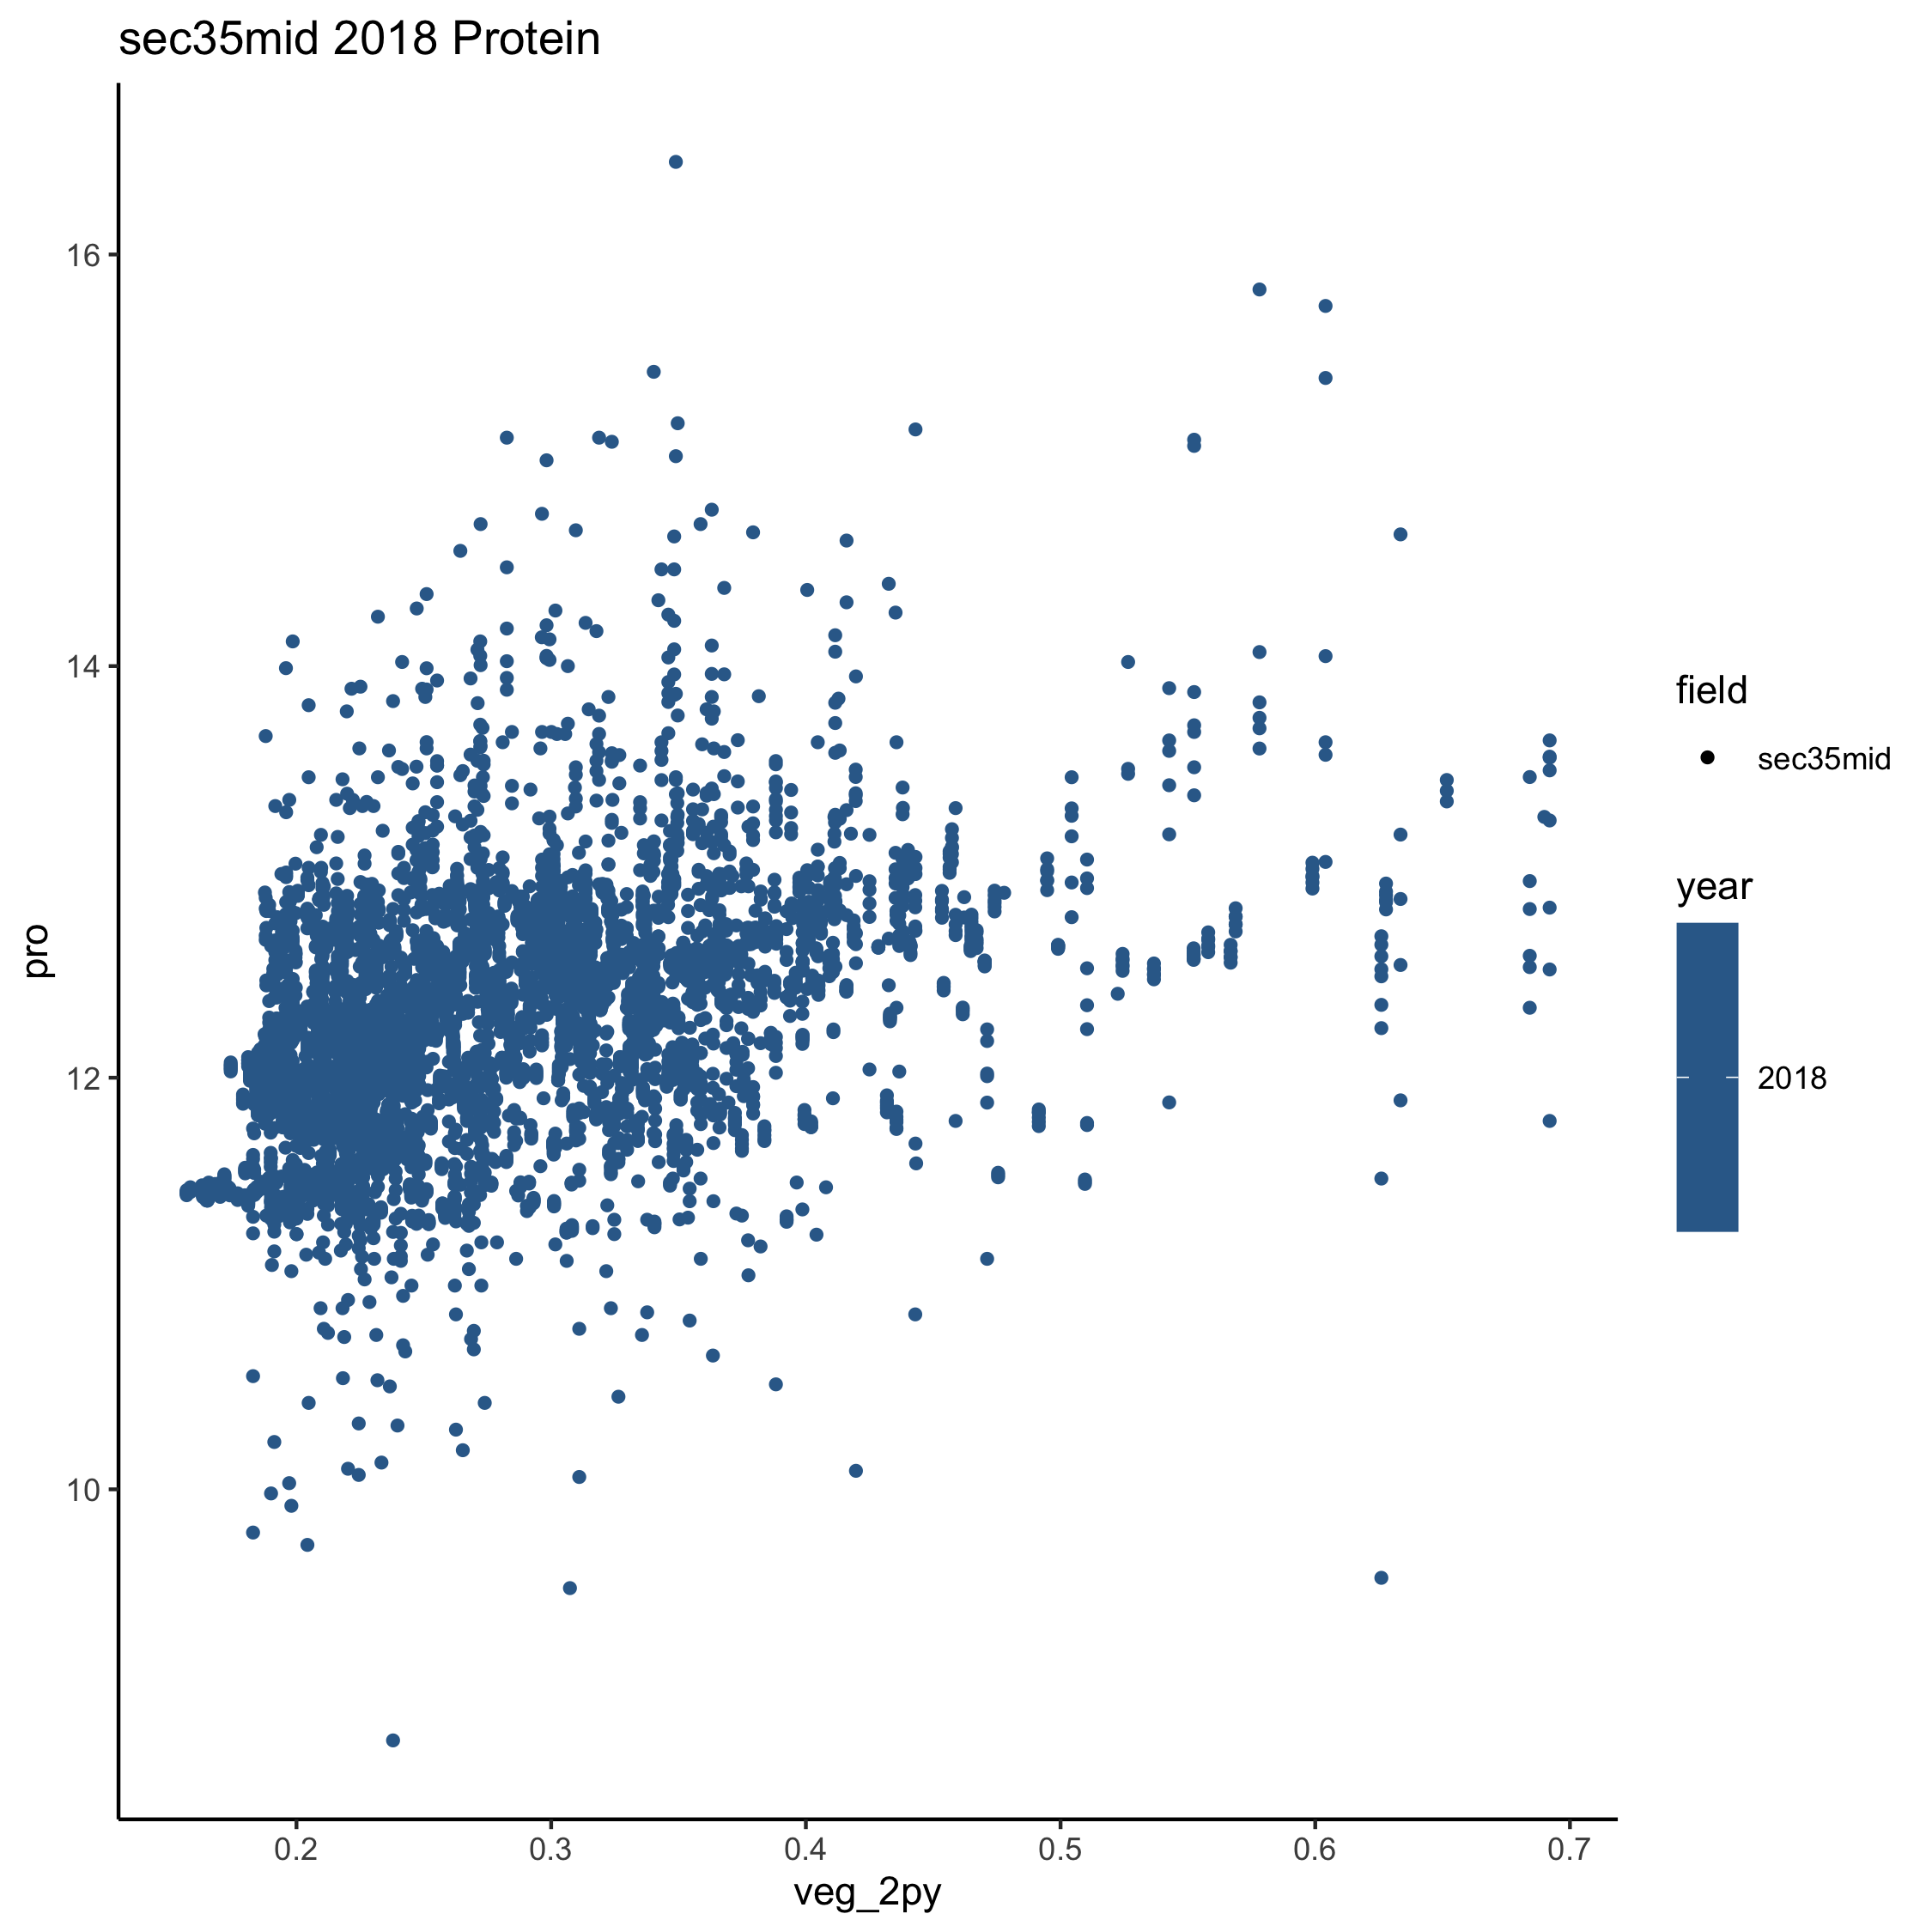 sec35mid 2018 Protein
pro
16
14
12
10
0.2 0.3 0.4 0.5 0.6 0.7
veg_2py
field
sec35mid
year
2018